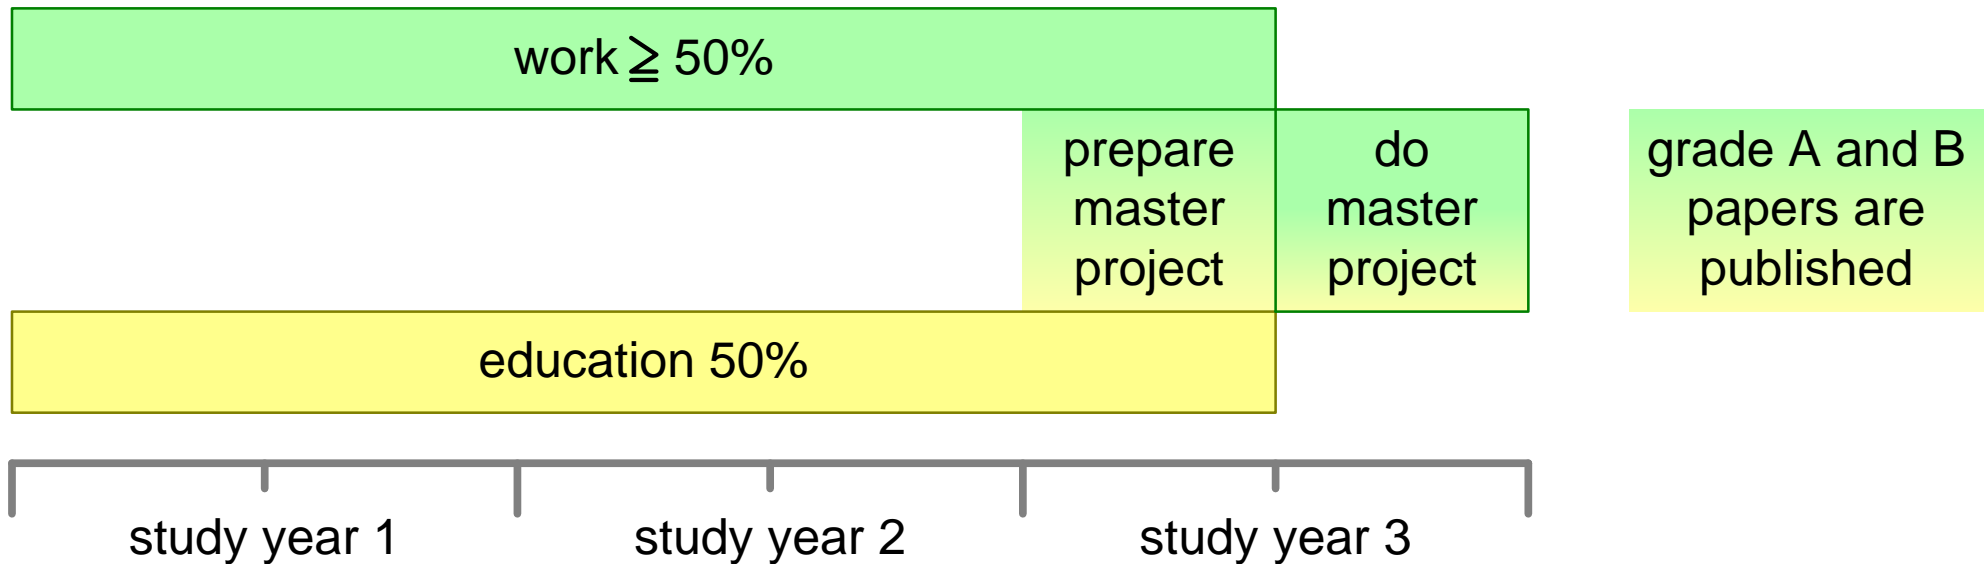 work ≧ 50%
prepare
master
project
do
master
project
grade A and B
papers are
published
education 50%
study year 1
study year 2
study year 3